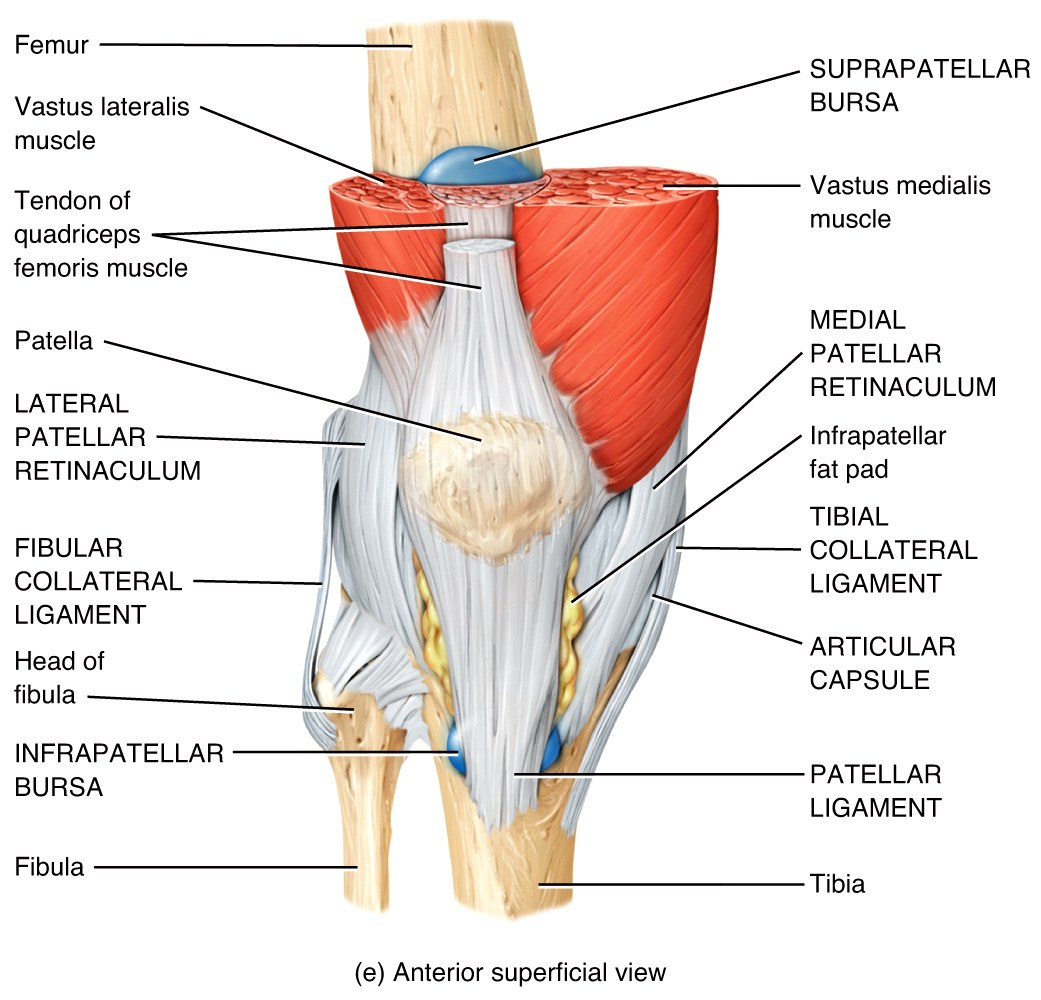 Femur
Vastus lateralis
muscle
Tendon of
quadriceps
femoris muscle
Patella
LATERAL
PATELLAR
RETINACULUM
FIBULAR
COLLATERAL
LIGAMENT
Head of
fibula
INFRAPATELLAR
BURSA
Fibula
SUPRAPATELLAR
BURSA
Vastus medialis
muscle
MEDIAL
PATELLAR
RETINACULUM
Infrapatellar
fat pad
TIBIAL
COLLATERAL
LIGAMENT
ARTICULAR
CAPSULE
PATELLAR
LIGAMENT
Tibia
(e) Anterior superficial view